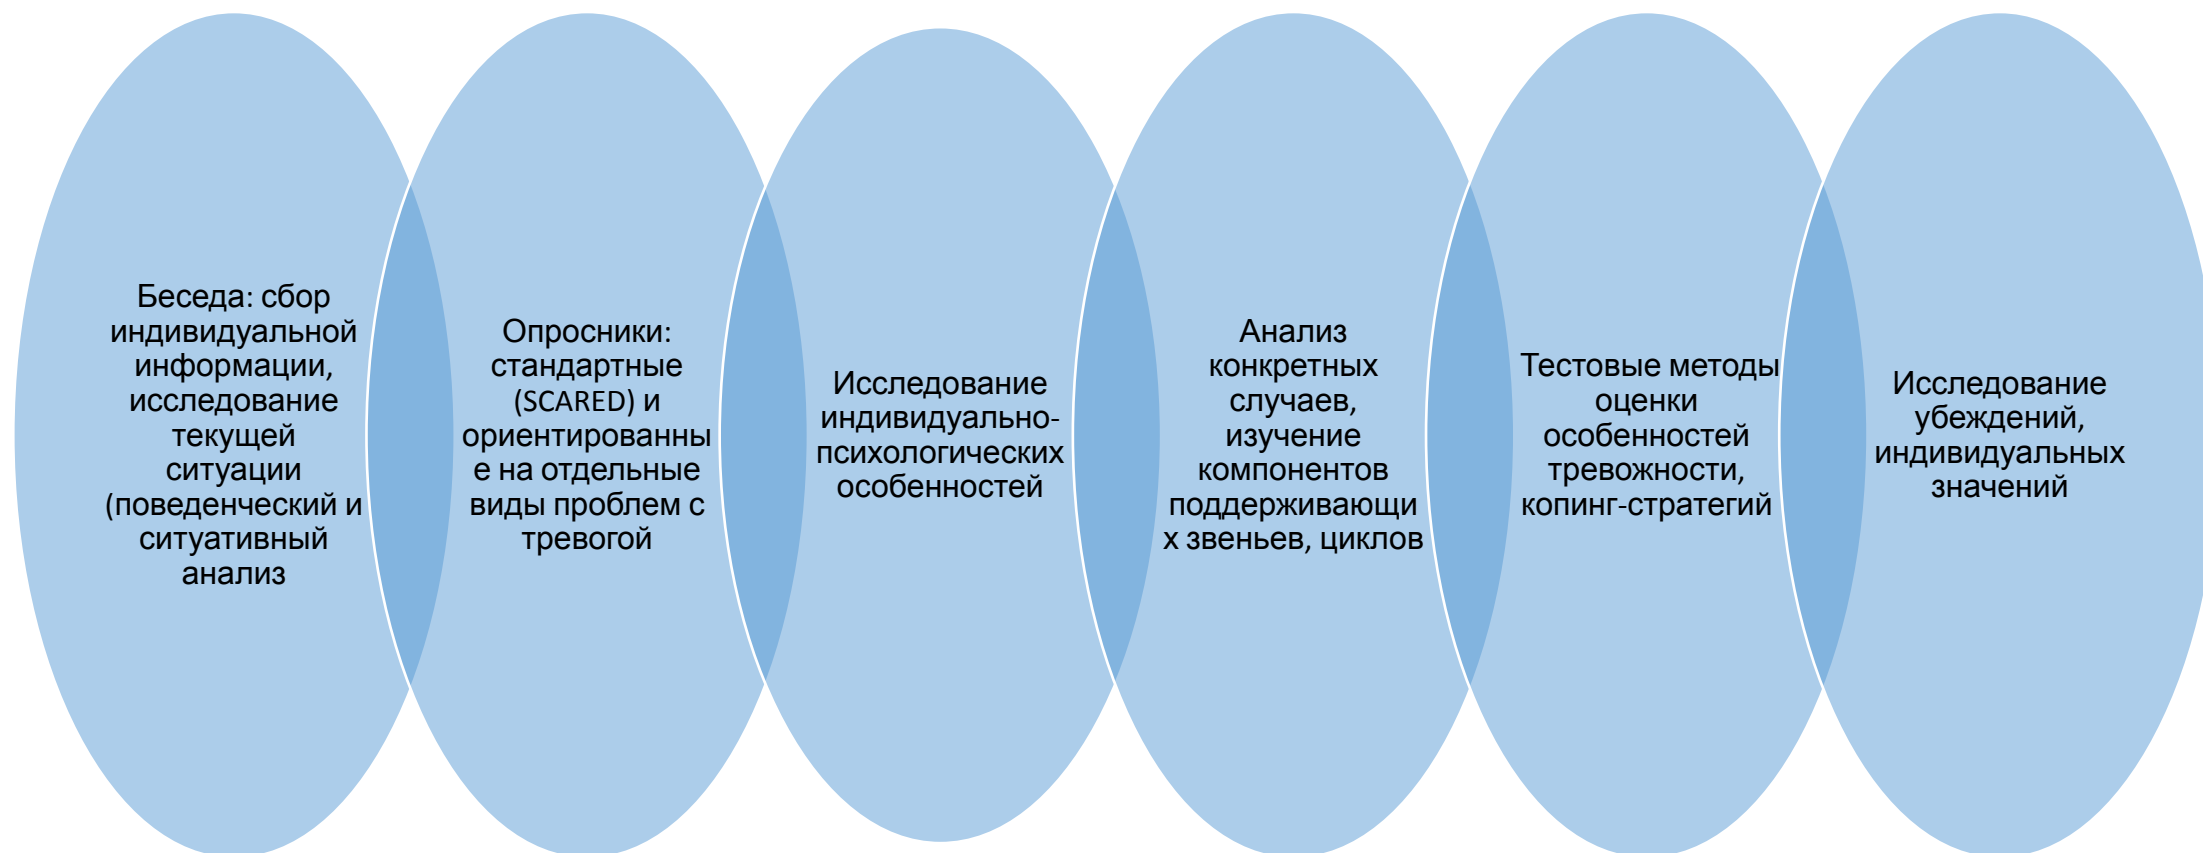 Беседа: сбор
индивидуальной
информации,
исследование
текущей
ситуации
(поведенческий и
ситуативный
анализ
Опросники:
стандартные
(SCARED) и
ориентированны
е на отдельные
виды проблем с
тревогой
Исследование
индивидуально-
психологических
особенностей
Анализ
конкретных
случаев,
изучение
компонентов
поддерживающи
х звеньев, циклов
Тестовые методы
оценки
особенностей
тревожности,
копинг-стратегий
Исследование
убеждений,
индивидуальных
значений